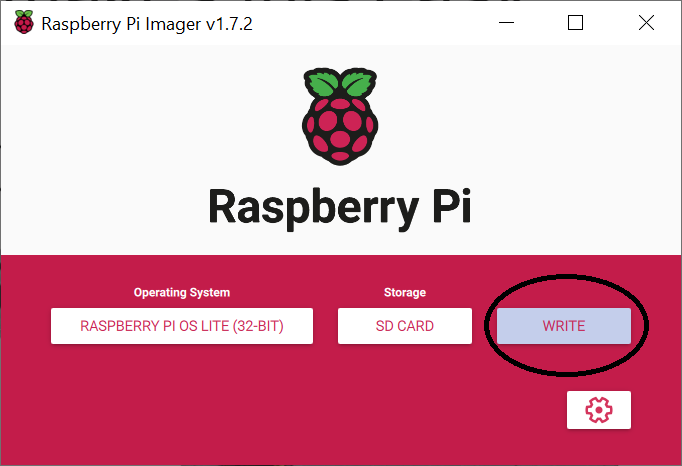 Raspberry Pi Imager v1.7.2
Raspberry Pi
Operating System
Storage
RASPBERRY PI OS LITE (32-BIT)
SD CARD
WRITE